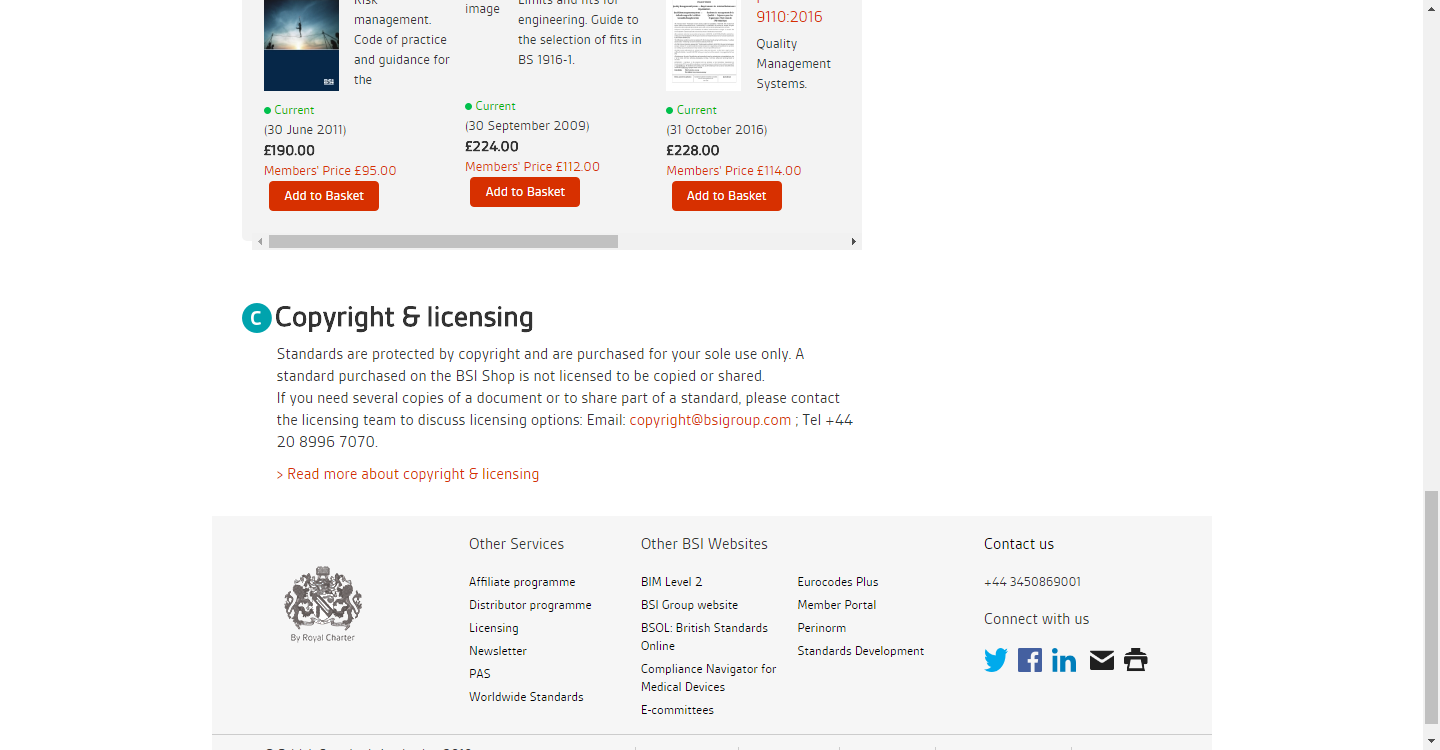 Risk
management.
Code of practice
and guidance for
the
BSI
Current
(30 June 2011)
£190.00
Members' Price £95.00
Add to Basket
image
Limits and fits for
engineering. Guide to
the selection of fits in
BS 1916-1.
Current
(30 September 2009)
£224.00
Members' Price £112.00
Add to Basket
9110:2016
Quality
Management
Systems.
Current
(31 October 2016)
£228.00
Members' Price £114.00
Add to Basket
C Copyright & licensing
Standards are protected by copyright and are purchased for your sole use only. A
standard purchased on the BSI Shop is not licensed to be copied or shared.
If you need several copies of a document or to share part of a standard, please contact
the licensing team to discuss licensing options: Email: copyright@bsigroup.com ; Tel +44
20 8996 7070.
> Read more about copyright & licensing
By Royal Charter
Other Services
Affiliate programme
Distributor programme
Licensing
Newsletter
PAS
Worldwide Standards
Other BSI Websites
BIM Level 2
BSI Group website
BSOL: British Standards
Online
Compliance Navigator for
Medical Devices
E-committees
Eurocodes Plus
Member Portal
Perinorm
Standards Development
Contact us
+44 3450869001
Connect with us